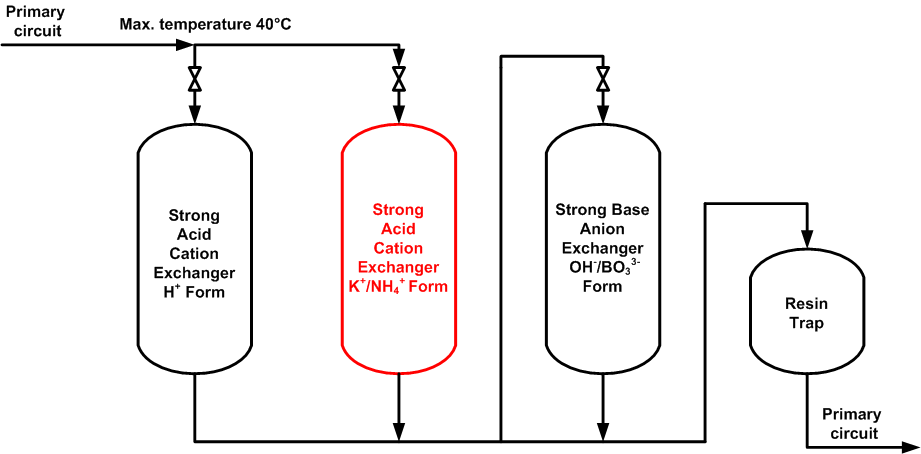 Primary
circuit
Max. temperature 40°C
Strong
Acid
Cation
Exchanger
H⁺ Form
Strong
Acid
Cation
Exchanger
K⁺/NH₄⁺ Form
Strong Base
Anion
Exchanger
OH⁻/BO₃³⁻
Form
Resin
Trap
Primary
circuit